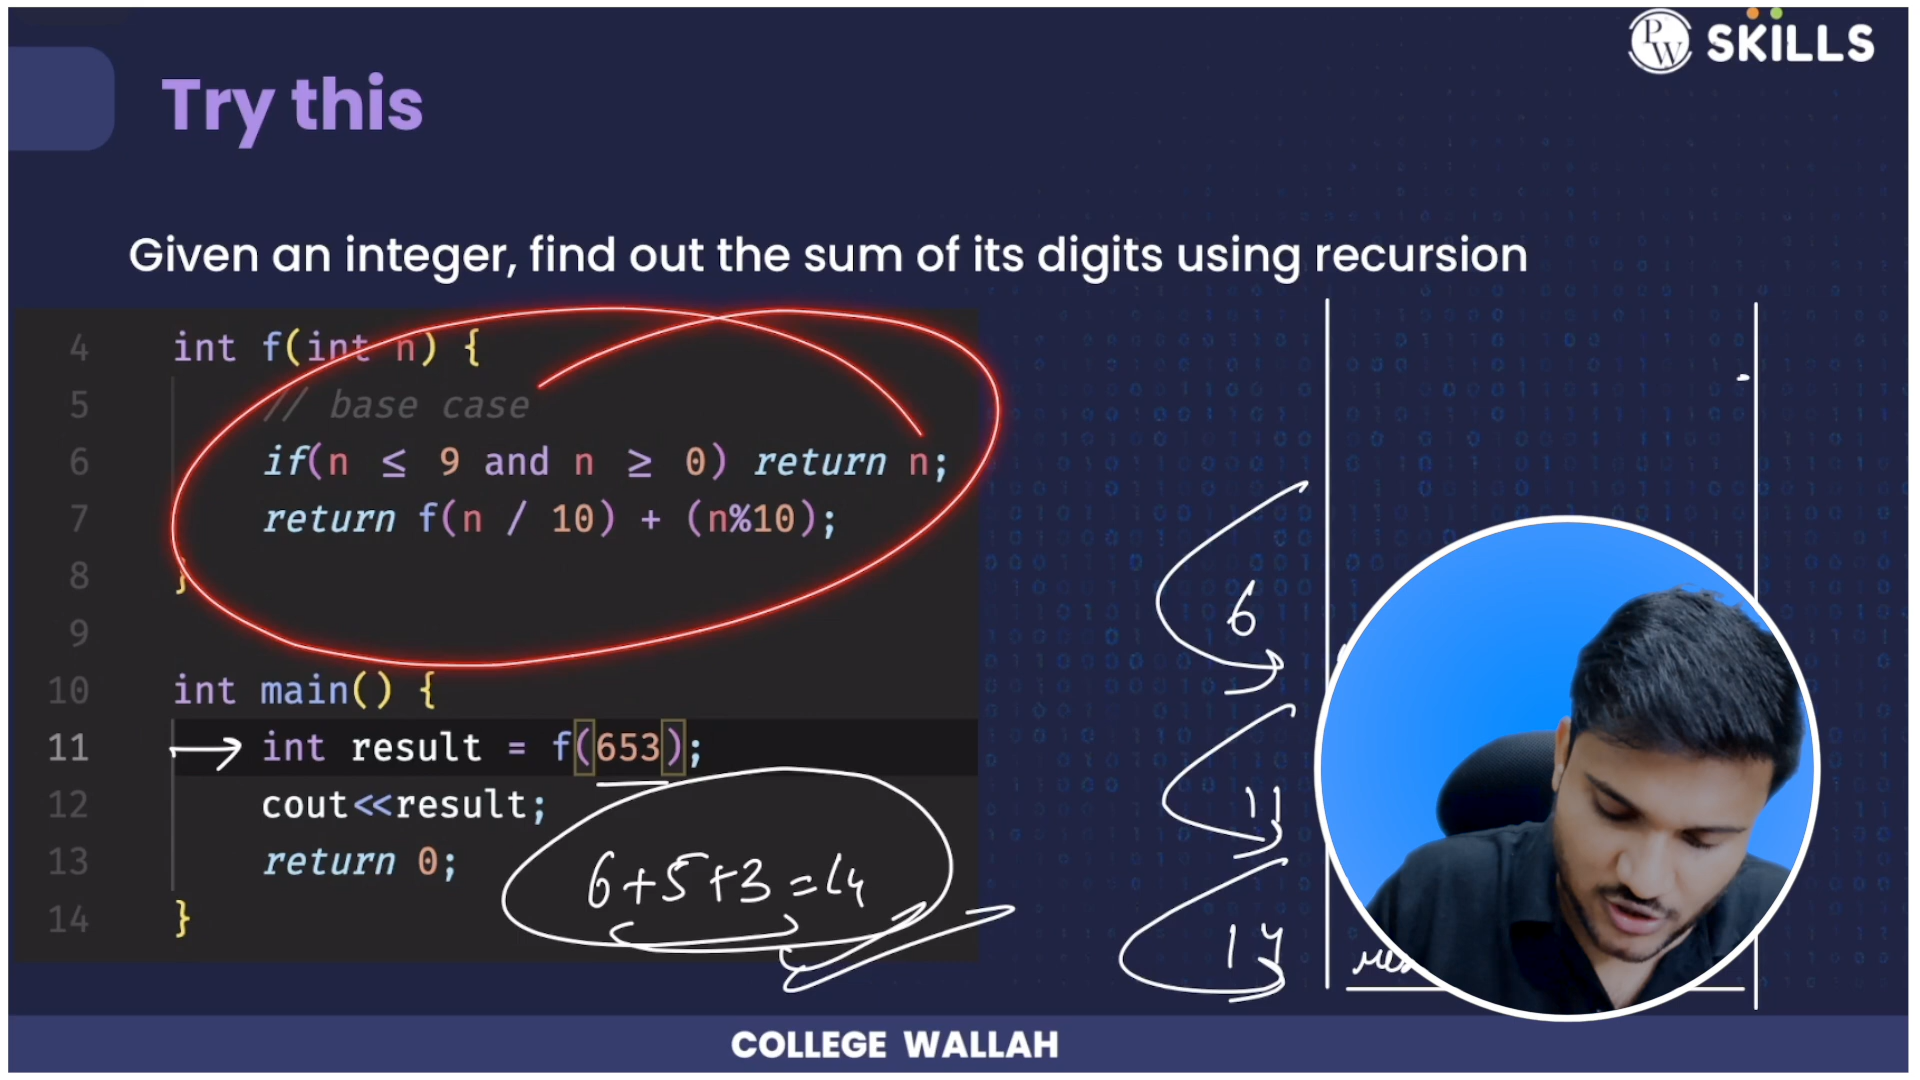 PW SKILLS
Try this
Given an integer, find out the sum of its digits using recursion
4 int f(int n) {
5 // base case
6 if(n ≤ 9 and n ≥ 0) return n;
7 return f(n / 10) + (n%10);
8 }
9
10 int main() {
11 int result = f(653);
12 cout<<result;
13 return 0;
14 }
6+5+3=14
6
11
14
COLLEGE WALLAH